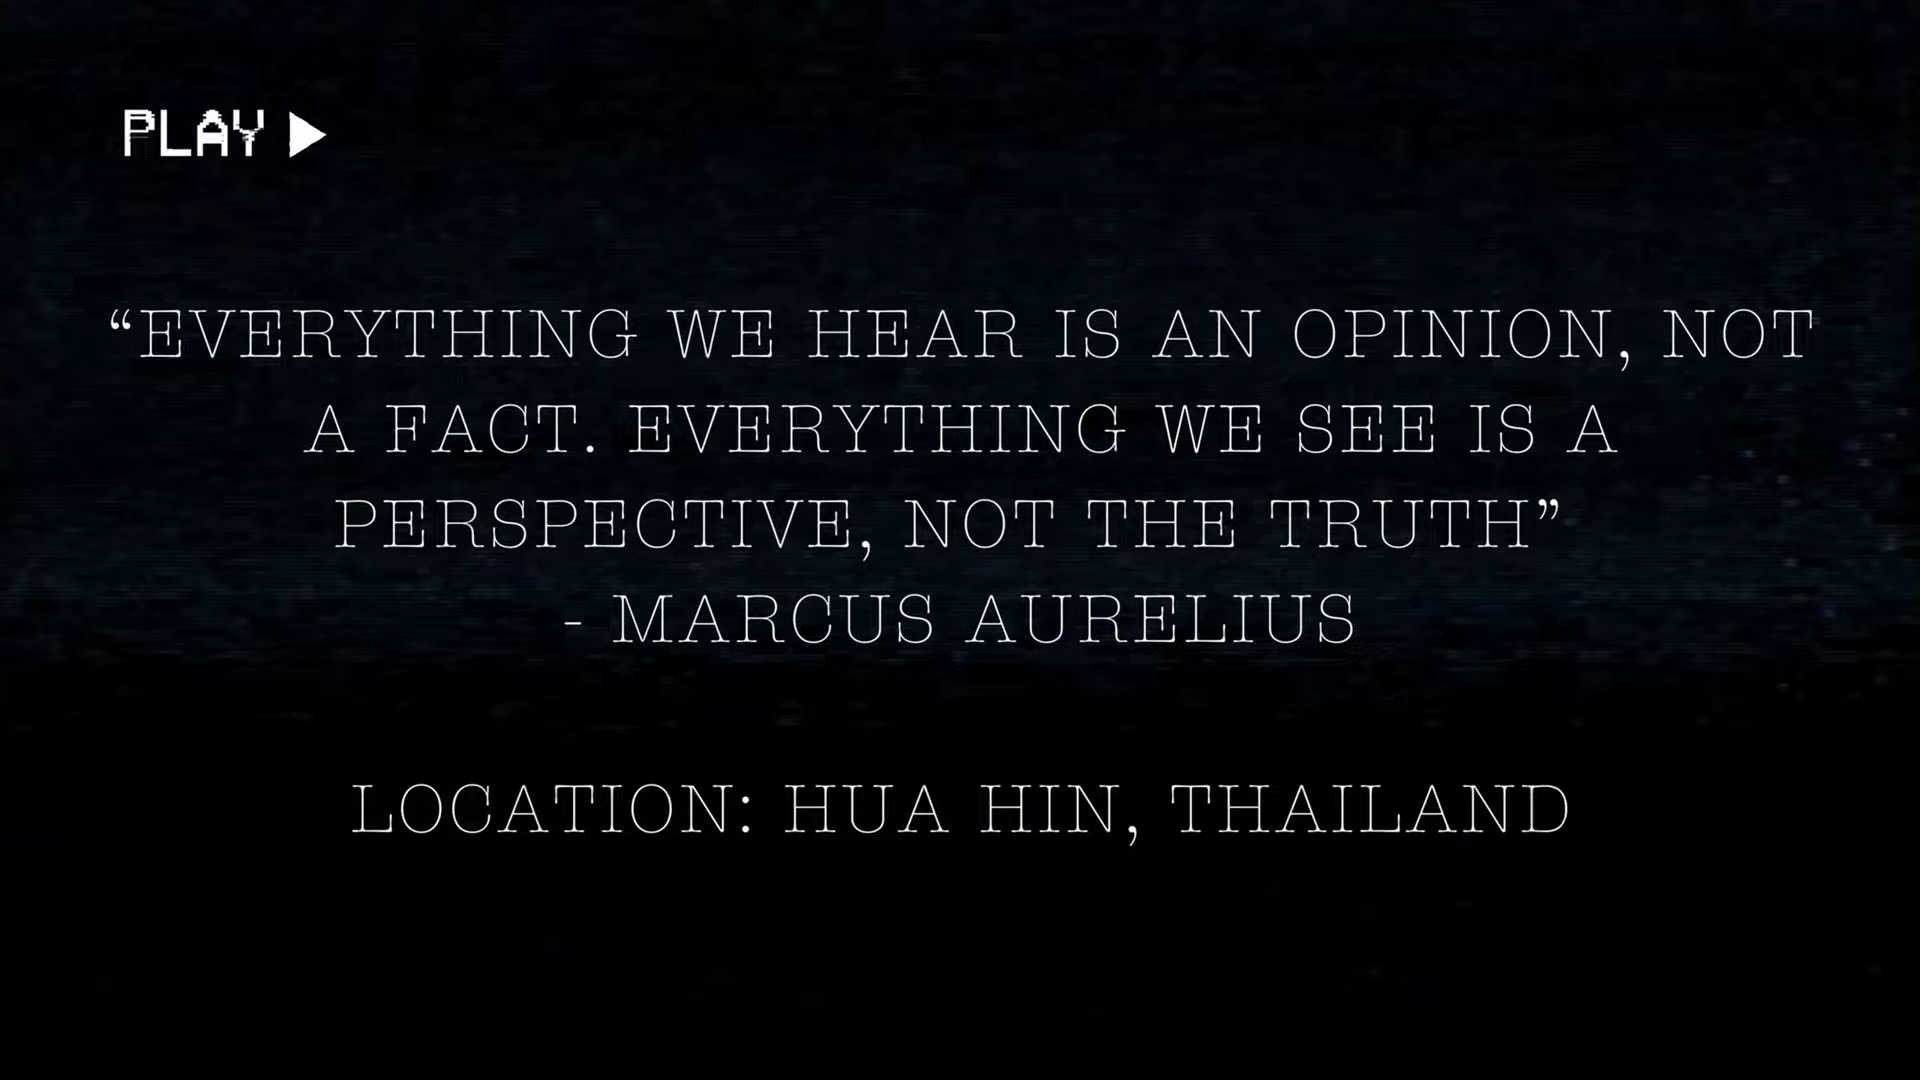 PLAY ▶
“EVERYTHING WE HEAR IS AN OPINION, NOT
A FACT. EVERYTHING WE SEE IS A
PERSPECTIVE, NOT THE TRUTH”
- MARCUS AURELIUS
LOCATION: HUA HIN, THAILAND